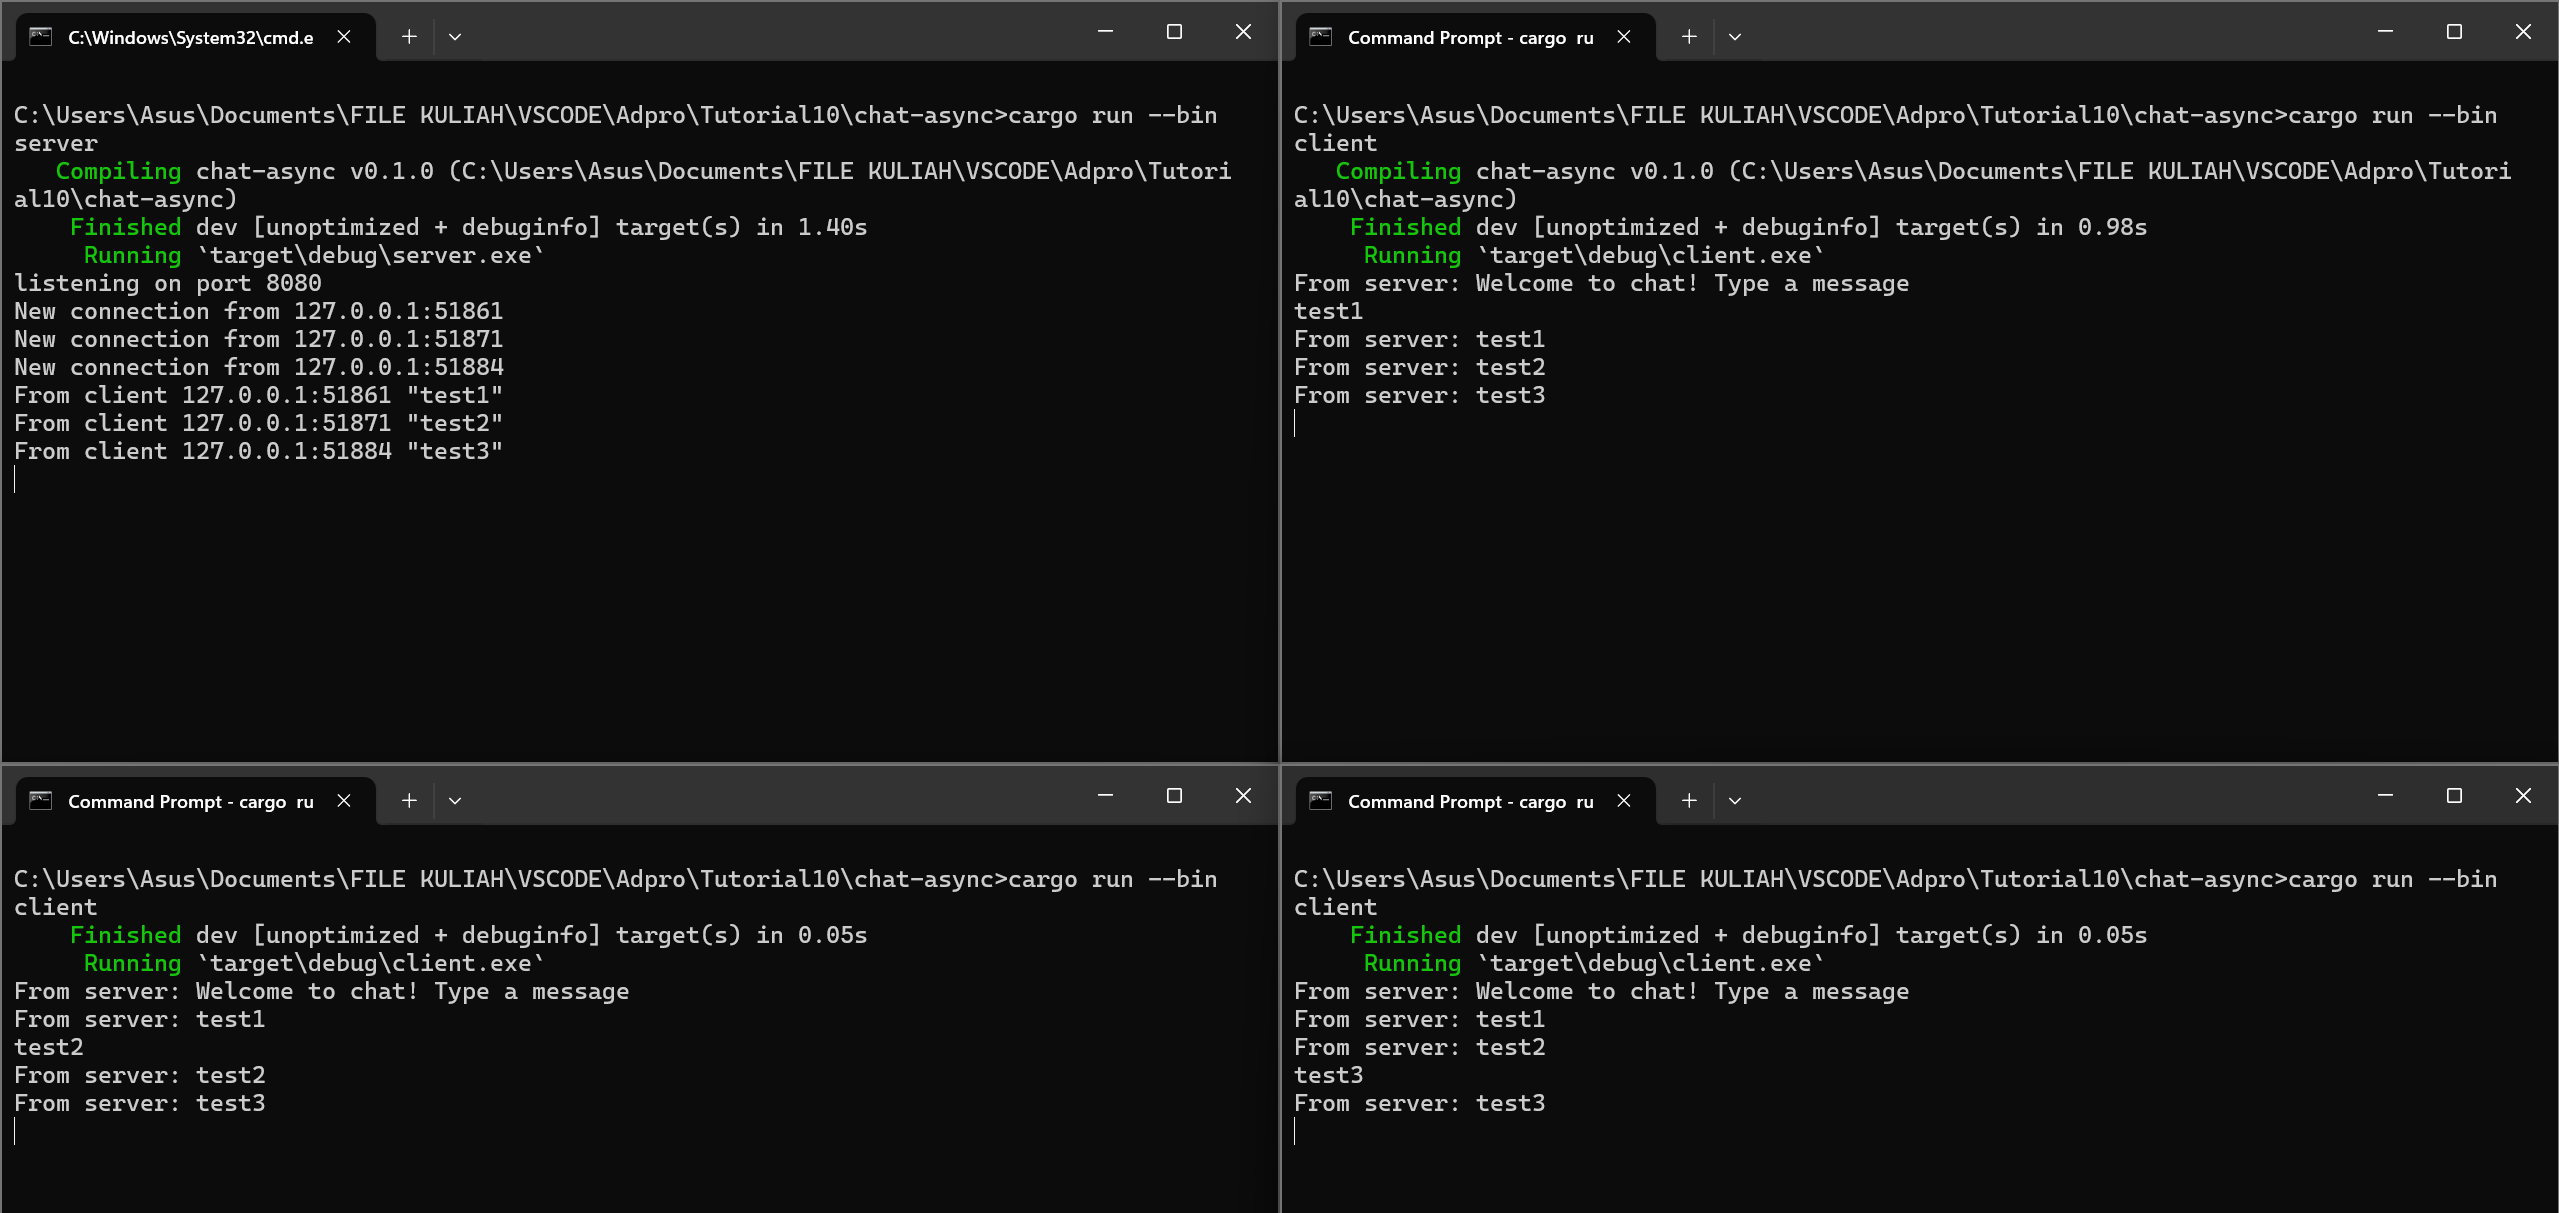 C:\Windows\System32\cmd.e
C:\Users\Asus\Documents\FILE KULIAH\VSCODE\Adpro\Tutorial10\chat-async>cargo run --bin
server
Compiling chat-async v0.1.0 (C:\Users\Asus\Documents\FILE KULIAH\VSCODE\Adpro\Tutori
al10\chat-async)
Finished dev [unoptimized + debuginfo] target(s) in 1.40s
Running `target\debug\server.exe`
listening on port 8080
New connection from 127.0.0.1:51861
New connection from 127.0.0.1:51871
New connection from 127.0.0.1:51884
From client 127.0.0.1:51861 "test1"
From client 127.0.0.1:51871 "test2"
From client 127.0.0.1:51884 "test3"
Command Prompt - cargo  ru
C:\Users\Asus\Documents\FILE KULIAH\VSCODE\Adpro\Tutorial10\chat-async>cargo run --bin
client
Compiling chat-async v0.1.0 (C:\Users\Asus\Documents\FILE KULIAH\VSCODE\Adpro\Tutori
al10\chat-async)
Finished dev [unoptimized + debuginfo] target(s) in 0.98s
Running `target\debug\client.exe`
From server: Welcome to chat! Type a message
test1
From server: test1
From server: test2
From server: test3
Command Prompt - cargo  ru
C:\Users\Asus\Documents\FILE KULIAH\VSCODE\Adpro\Tutorial10\chat-async>cargo run --bin
client
Finished dev [unoptimized + debuginfo] target(s) in 0.05s
Running `target\debug\client.exe`
From server: Welcome to chat! Type a message
From server: test1
test2
From server: test2
From server: test3
Command Prompt - cargo  ru
C:\Users\Asus\Documents\FILE KULIAH\VSCODE\Adpro\Tutorial10\chat-async>cargo run --bin
client
Finished dev [unoptimized + debuginfo] target(s) in 0.05s
Running `target\debug\client.exe`
From server: Welcome to chat! Type a message
From server: test1
From server: test2
test3
From server: test3